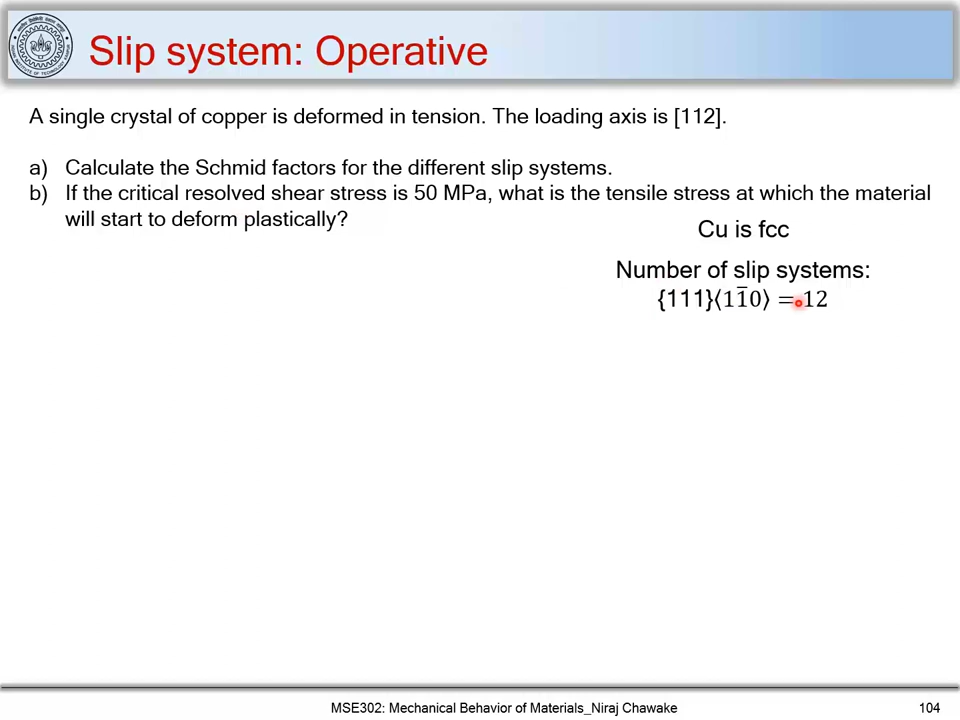 Slip system: Operative
A single crystal of copper is deformed in tension. The loading axis is [112].
a) Calculate the Schmid factors for the different slip systems.
b) If the critical resolved shear stress is 50 MPa, what is the tensile stress at which the material
will start to deform plastically?
Cu is fcc
Number of slip systems:
{111}⟨11̅0⟩ = 12
MSE302: Mechanical Behavior of Materials_Niraj Chawake
104